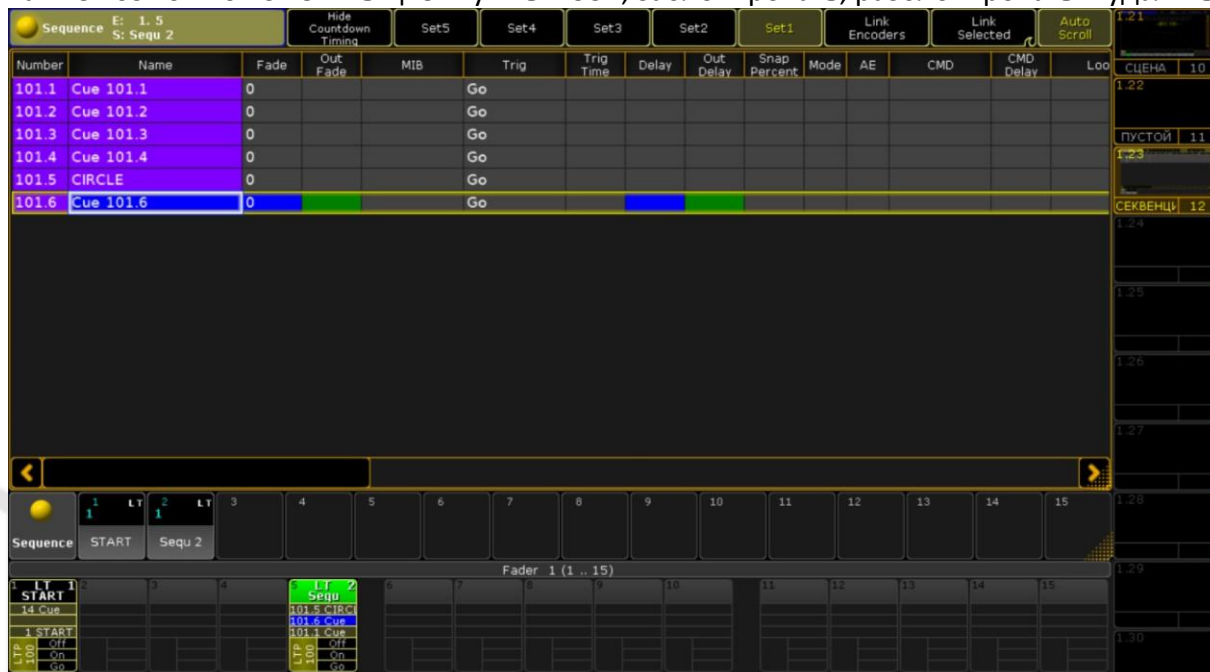 Sequence E: 1. 5
S: Sequ 2
Hide Countdown Timing
Set5
Set4
Set3
Set2
Set1
Link Encoders
Link Selected
Auto Scroll
Number Name Fade Out Fade MIB Trig Trig Time Delay Out Delay Snap Percent Mode AE CMD CMD Delay Loo
101.1 Cue 101.1 0 Go
101.2 Cue 101.2 0 Go
101.3 Cue 101.3 0 Go
101.4 Cue 101.4 0 Go
101.5 CIRCLE 0 Go
101.6 Cue 101.6 0 Go
1.21
СЦЕНА 10
1.22
ПУСТОЙ 11
1.23
СЕКВЕНЦИ 12
1.24
1.25
1.26
1.27
1.28
1.29
1.30
Sequence
1 LT 1 START
2 LT 1 Sequ 2
3 4 5 6 7 8 9 10 11 12 13 14 15
Fader 1 (1 .. 15)
1 LT 1 2 3 4 5 LT 2 6 7 8 9 10 11 12 13 14 15
START Sequ
14 Cue 101.5 CIRCL
101.6 Cue
1 START 101.1 Cue
LTP 100 Off On Go LTP 100 Off On Go